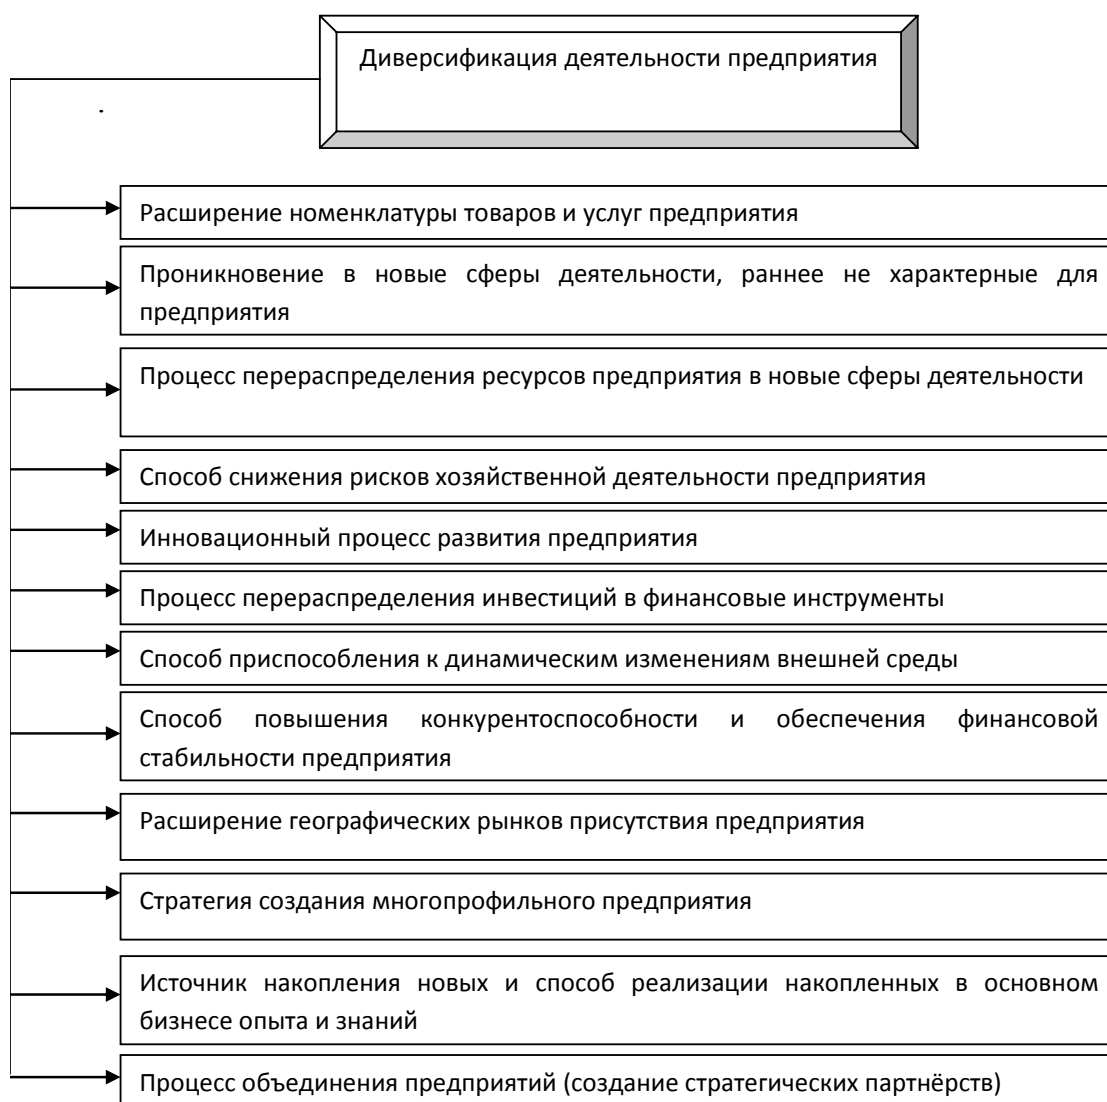 Диверсификация деятельности предприятия
.
Расширение номенклатуры товаров и услуг предприятия
Проникновение в новые сферы деятельности, раннее не характерные для
предприятия
Процесс перераспределения ресурсов предприятия в новые сферы деятельности
Способ снижения рисков хозяйственной деятельности предприятия
Инновационный процесс развития предприятия
Процесс перераспределения инвестиций в финансовые инструменты
Способ приспособления к динамическим изменениям внешней среды
Способ повышения конкурентоспособности и обеспечения финансовой
стабильности предприятия
Расширение географических рынков присутствия предприятия
Стратегия создания многопрофильного предприятия
Источник накопления новых и способ реализации накопленных в основном
бизнесе опыта и знаний
Процесс объединения предприятий (создание стратегических партнёрств)